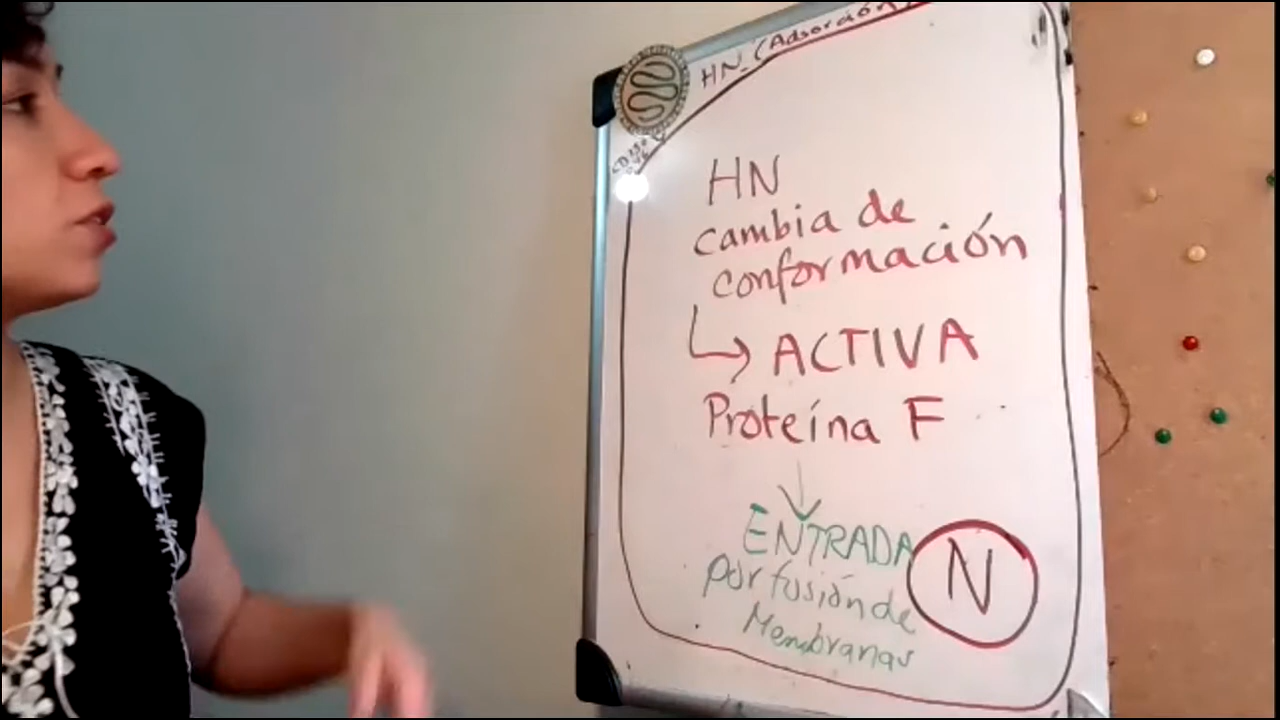 HN (Adsorción)
HN
cambia de
conformación
ACTIVA
Proteína F
ENTRADA
por fusión de
Membranas
N